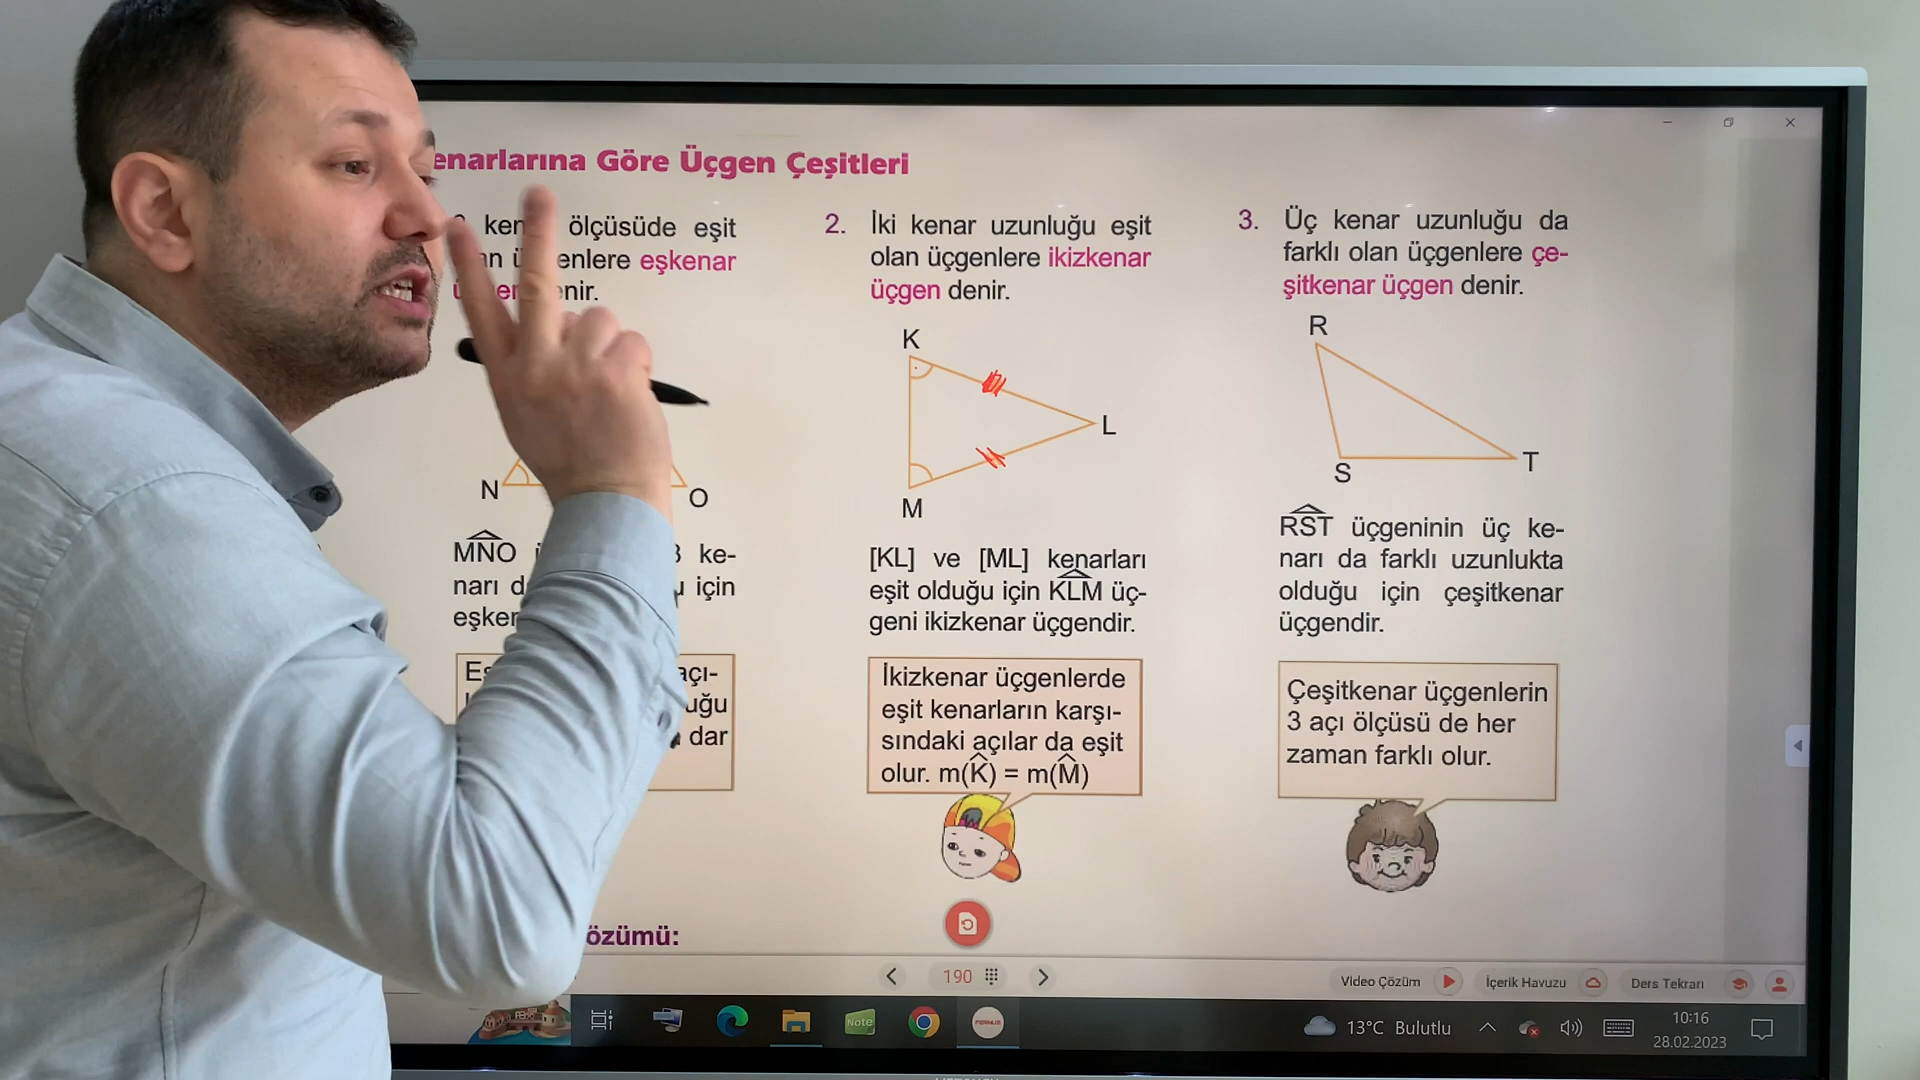 enarlarına Göre Üçgen Çeşitleri
ölçüsüde eşit
enlere eşkenar
nir.
N
O
MNO
ke-
narı
için
açı-
uğu
dar
2. İki kenar uzunluğu eşit
olan üçgenlere ikizkenar
üçgen denir.
K
L
M
[KL] ve [ML] kenarları
eşit olduğu için KLM üç-
geni ikizkenar üçgendir.
İkizkenar üçgenlerde
eşit kenarların karşı-
sındaki açılar da eşit
olur. m(K̂) = m(M̂)
3. Üç kenar uzunluğu da
farklı olan üçgenlere çe-
şitkenar üçgen denir.
R
S
T
RST üçgeninin üç ke-
narı da farklı uzunlukta
olduğu için çeşitkenar
üçgendir.
Çeşitkenar üçgenlerin
3 açı ölçüsü de her
zaman farklı olur.
özümü:
190
Video Çözüm
İçerik Havuzu
Ders Tekrarı
Note
13°C Bulutlu
10:16
28.02.2023